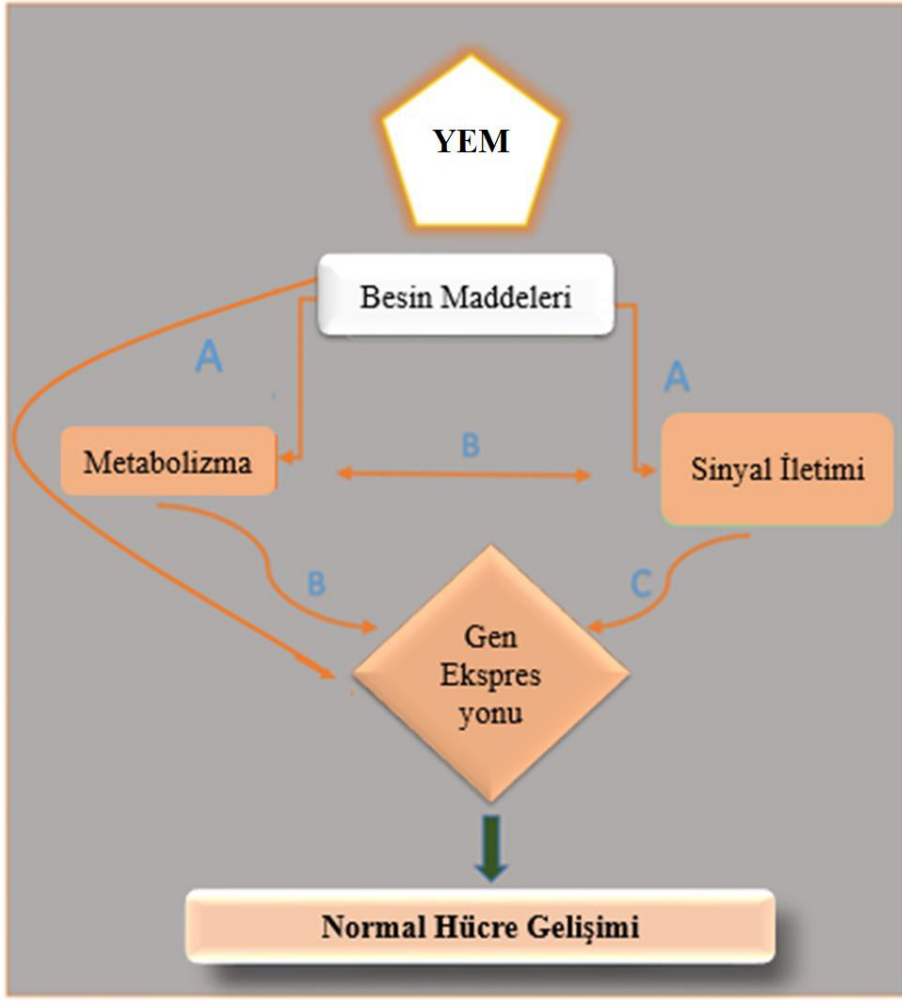 YEM
Besin Maddeleri
A
A
Metabolizma
B
Sinyal İletimi
B
C
Gen
Ekspres
yonu
Normal Hücre Gelişimi